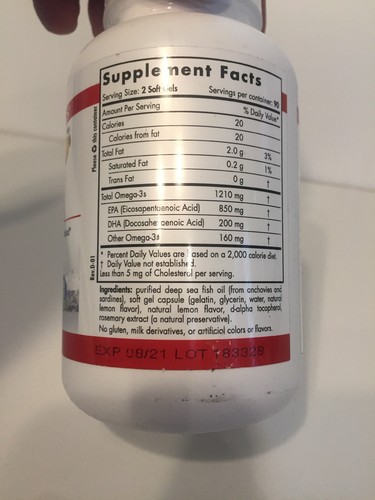 Supplement Facts
Serving Size: 2 Soft Gels Servings per container: 90
Amount Per Serving % Daily Value*
Calories 20
Calories from fat 20
Total Fat 2.0 g 3%
Saturated Fat 0.2 g 1%
Trans Fat 0 g †
Total Omega-3s 1210 mg †
EPA (Eicosapentaenoic Acid) 850 mg †
DHA (Docosahexaenoic Acid) 200 mg †
Other Omega-3s 160 mg †
* Percent Daily Values are based on a 2,000 calorie diet.
† Daily Value not established.
Less than 5 mg of Cholesterol per serving.
Ingredients: purified deep sea fish oil (from anchovies and
sardines), soft gel capsule (gelatin, glycerin, water, natural
lemon flavor), natural lemon flavor, d-alpha tocopherol,
rosemary extract (a natural preservative).
No gluten, milk derivatives, or artificial colors or flavors.
EXP 08/21 LOT 183328
Please ♻ this container
Rev.D-01